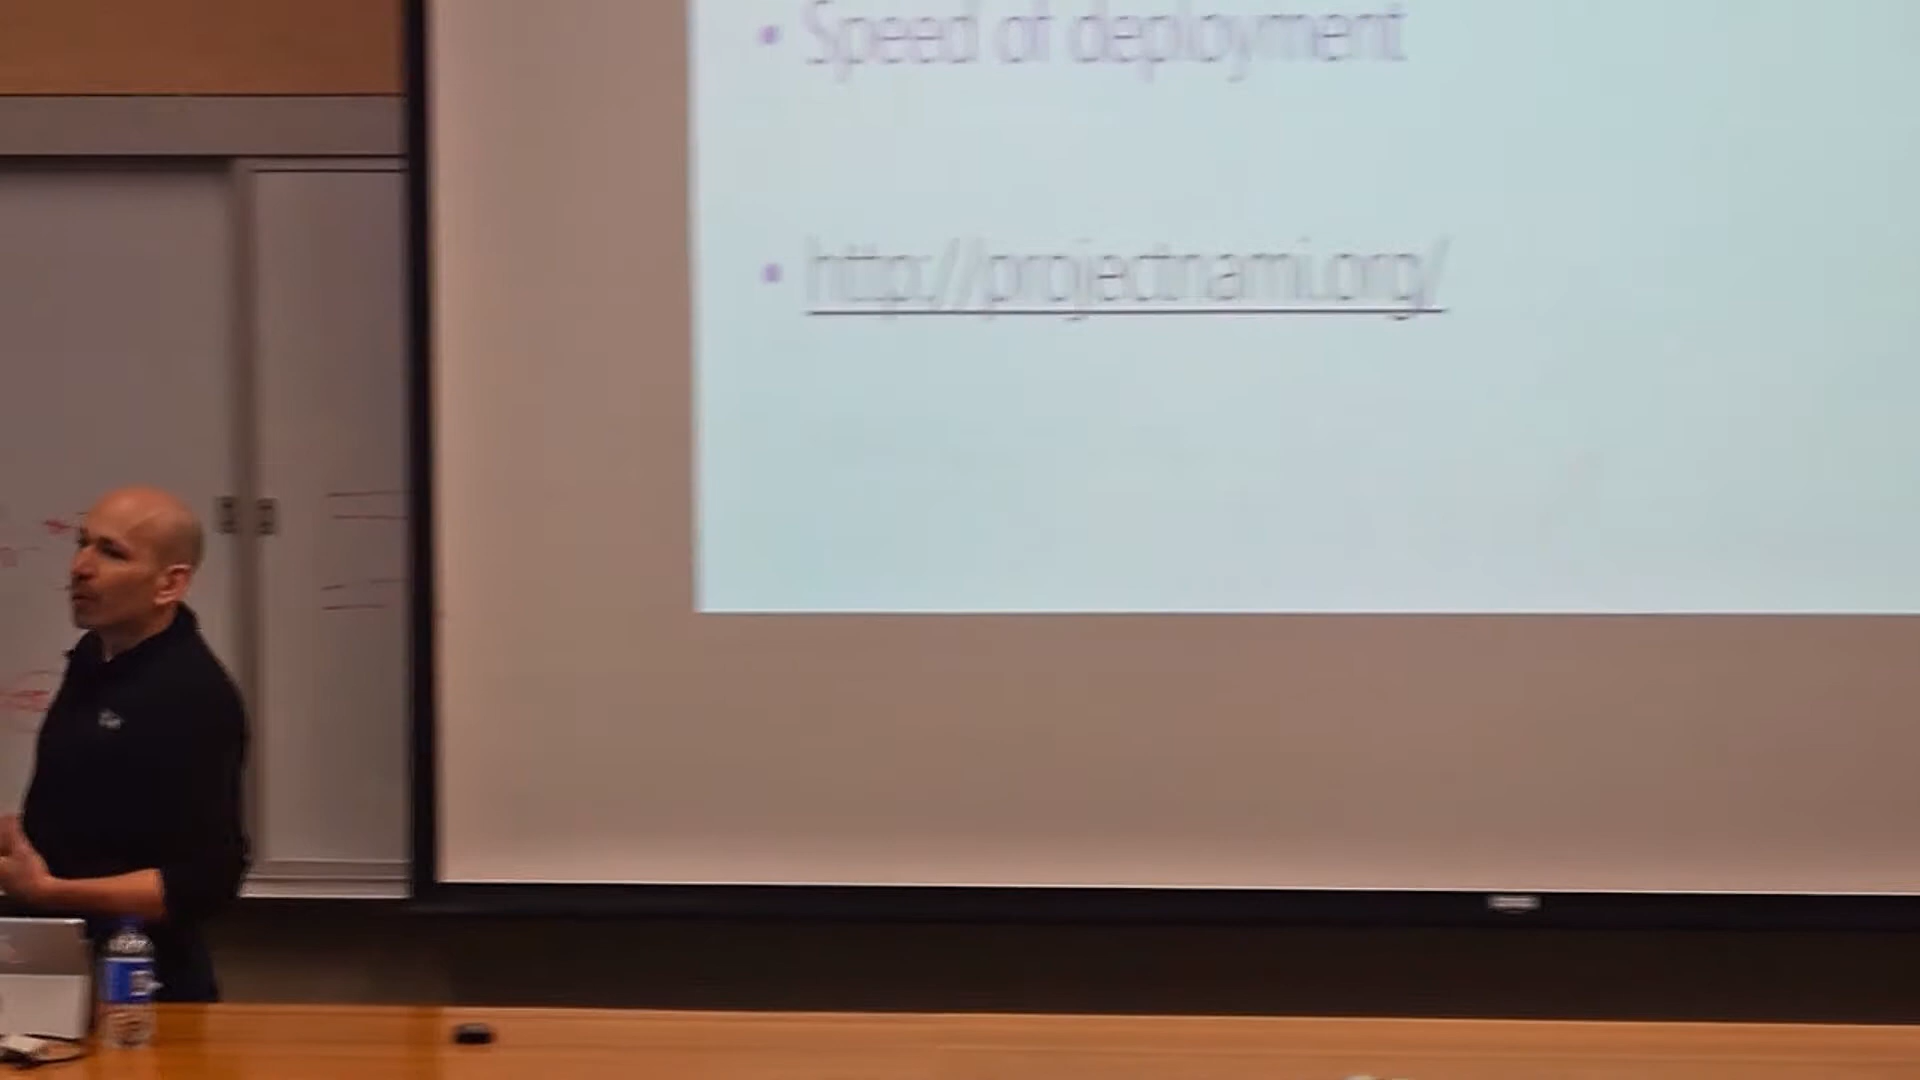 • Speed of deployment
• http://projectnami.org/